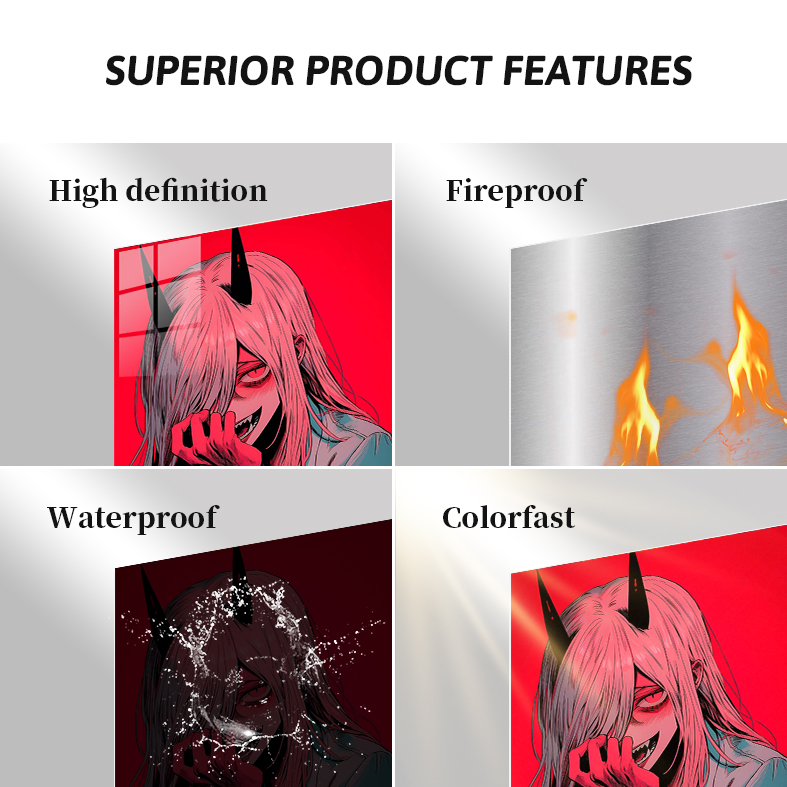 SUPERIOR PRODUCT FEATURES
High definition
Fireproof
Waterproof
Colorfast